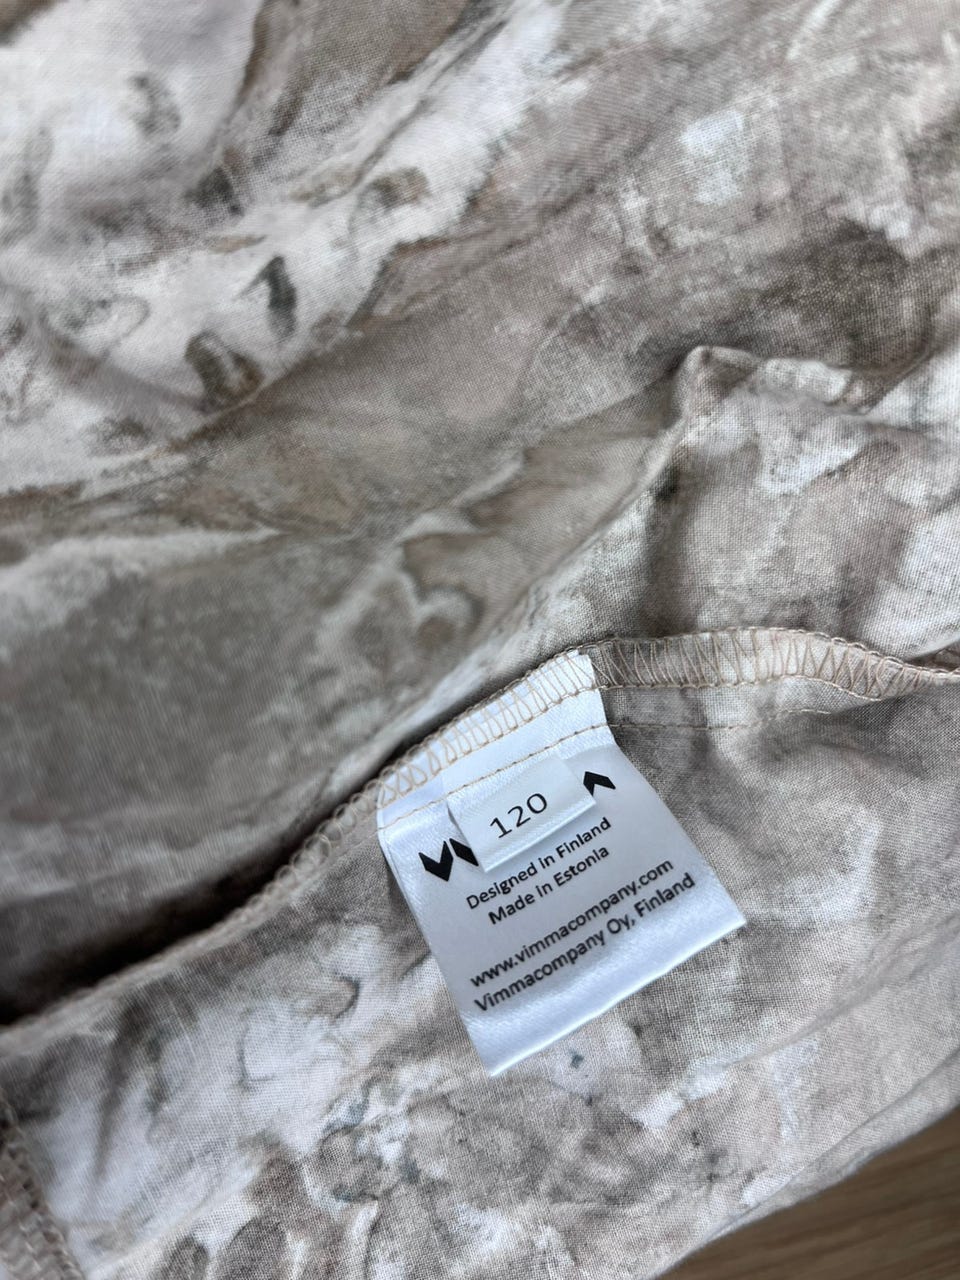 120
Designed in Finland
Made in Estonia
www.vimmacompany.com
Vimmacompany Oy, Finland